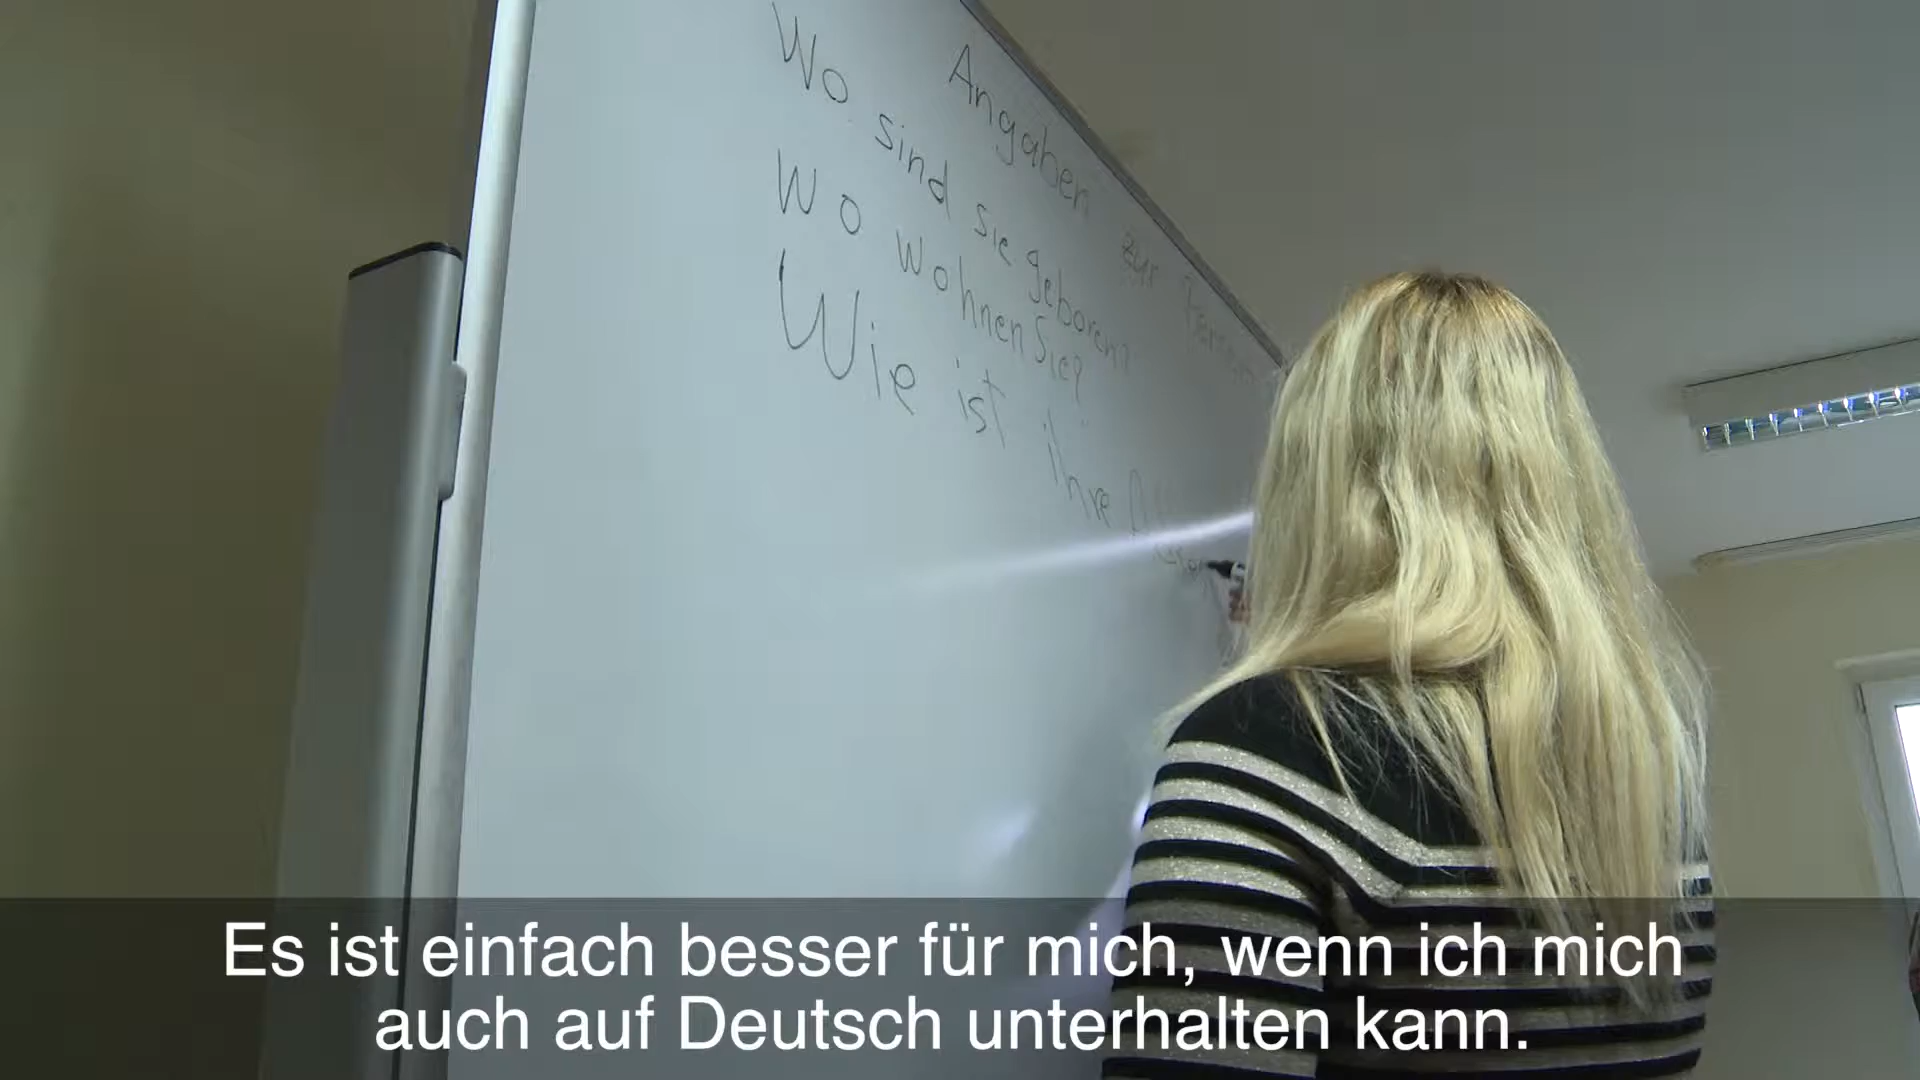 Angaben zur Person
Wo sind sie geboren?
Wo wohnen Sie?
Wie ist ihre
Es ist einfach besser für mich, wenn ich mich
auch auf Deutsch unterhalten kann.